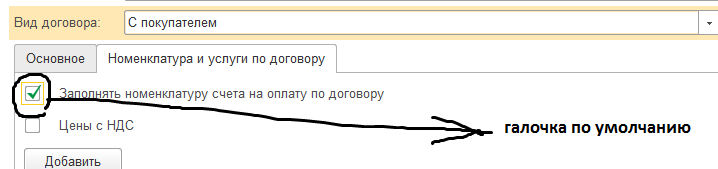 Вид договора: С покупателем
Основное Номенклатура и услуги по договору
Заполнять номенклатуру счета на оплату по договору
галочка по умолчанию
Цены с НДС
Добавить